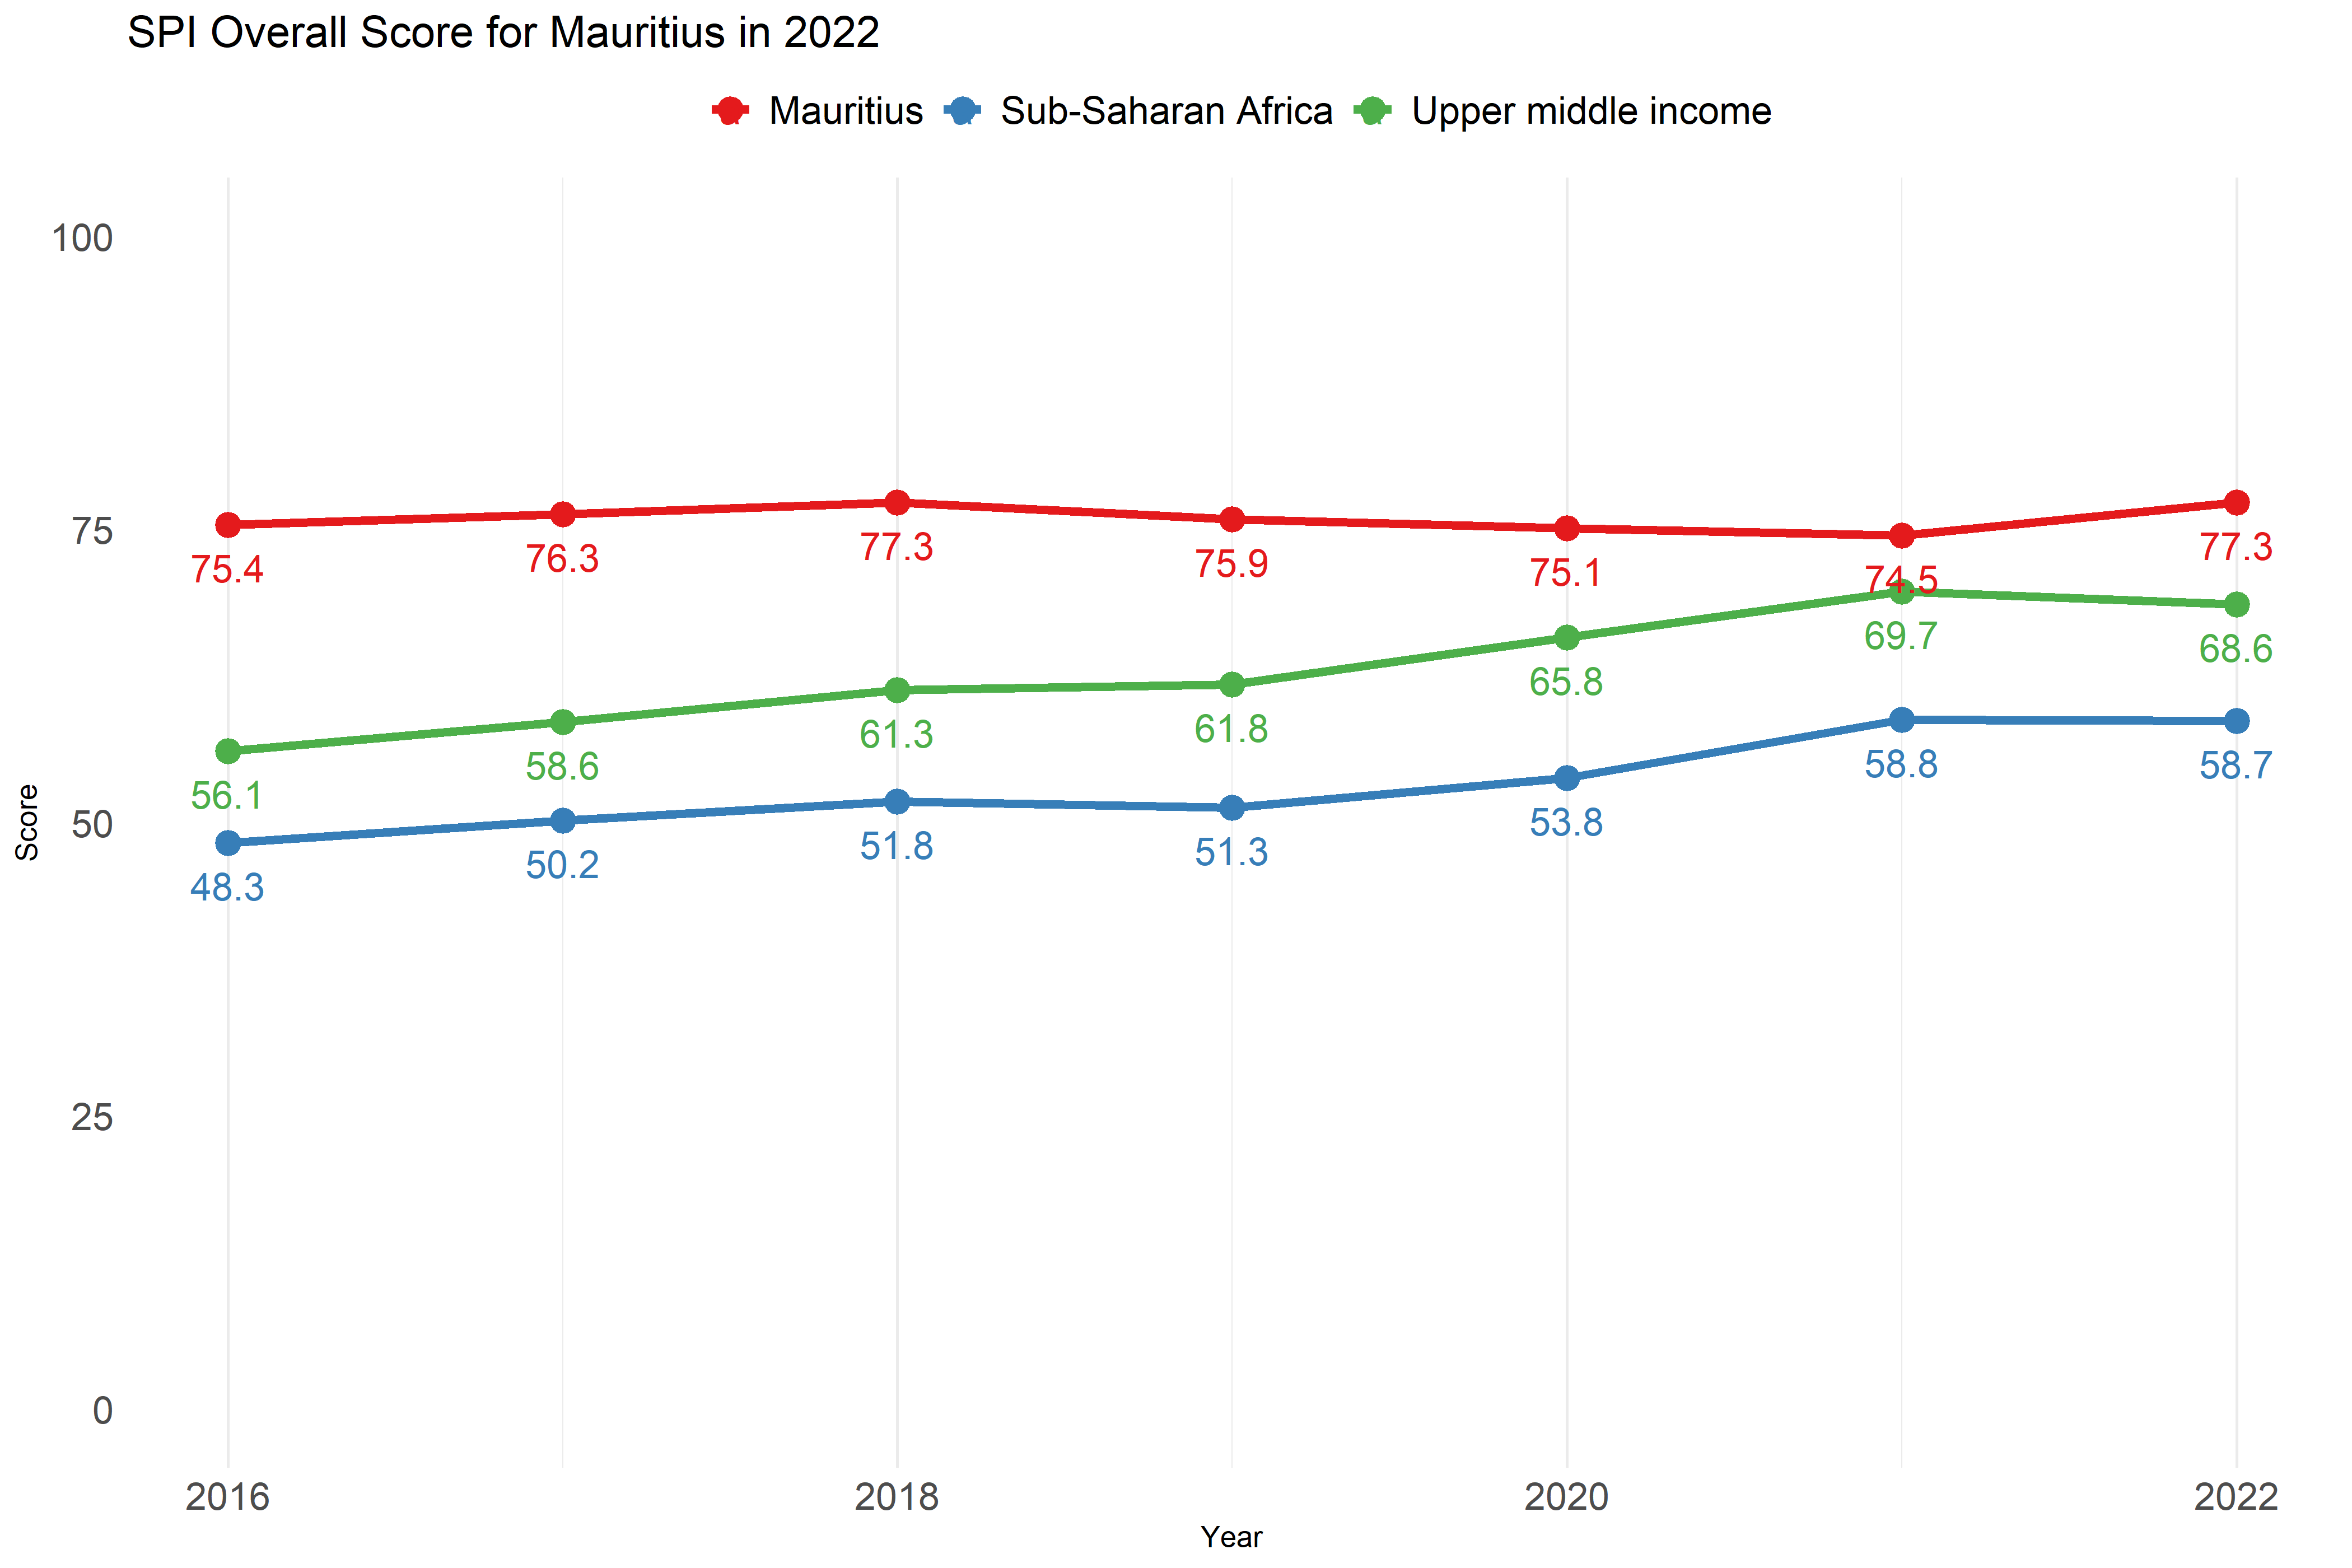 SPI Overall Score for Mauritius in 2022
Mauritius Sub-Saharan Africa Upper middle income
100
75
50
25
0
Score
75.4 76.3 77.3 75.9 75.1 74.5 77.3
56.1 58.6 61.3 61.8 65.8 69.7 68.6
48.3 50.2 51.8 51.3 53.8 58.8 58.7
2016 2018 2020 2022
Year